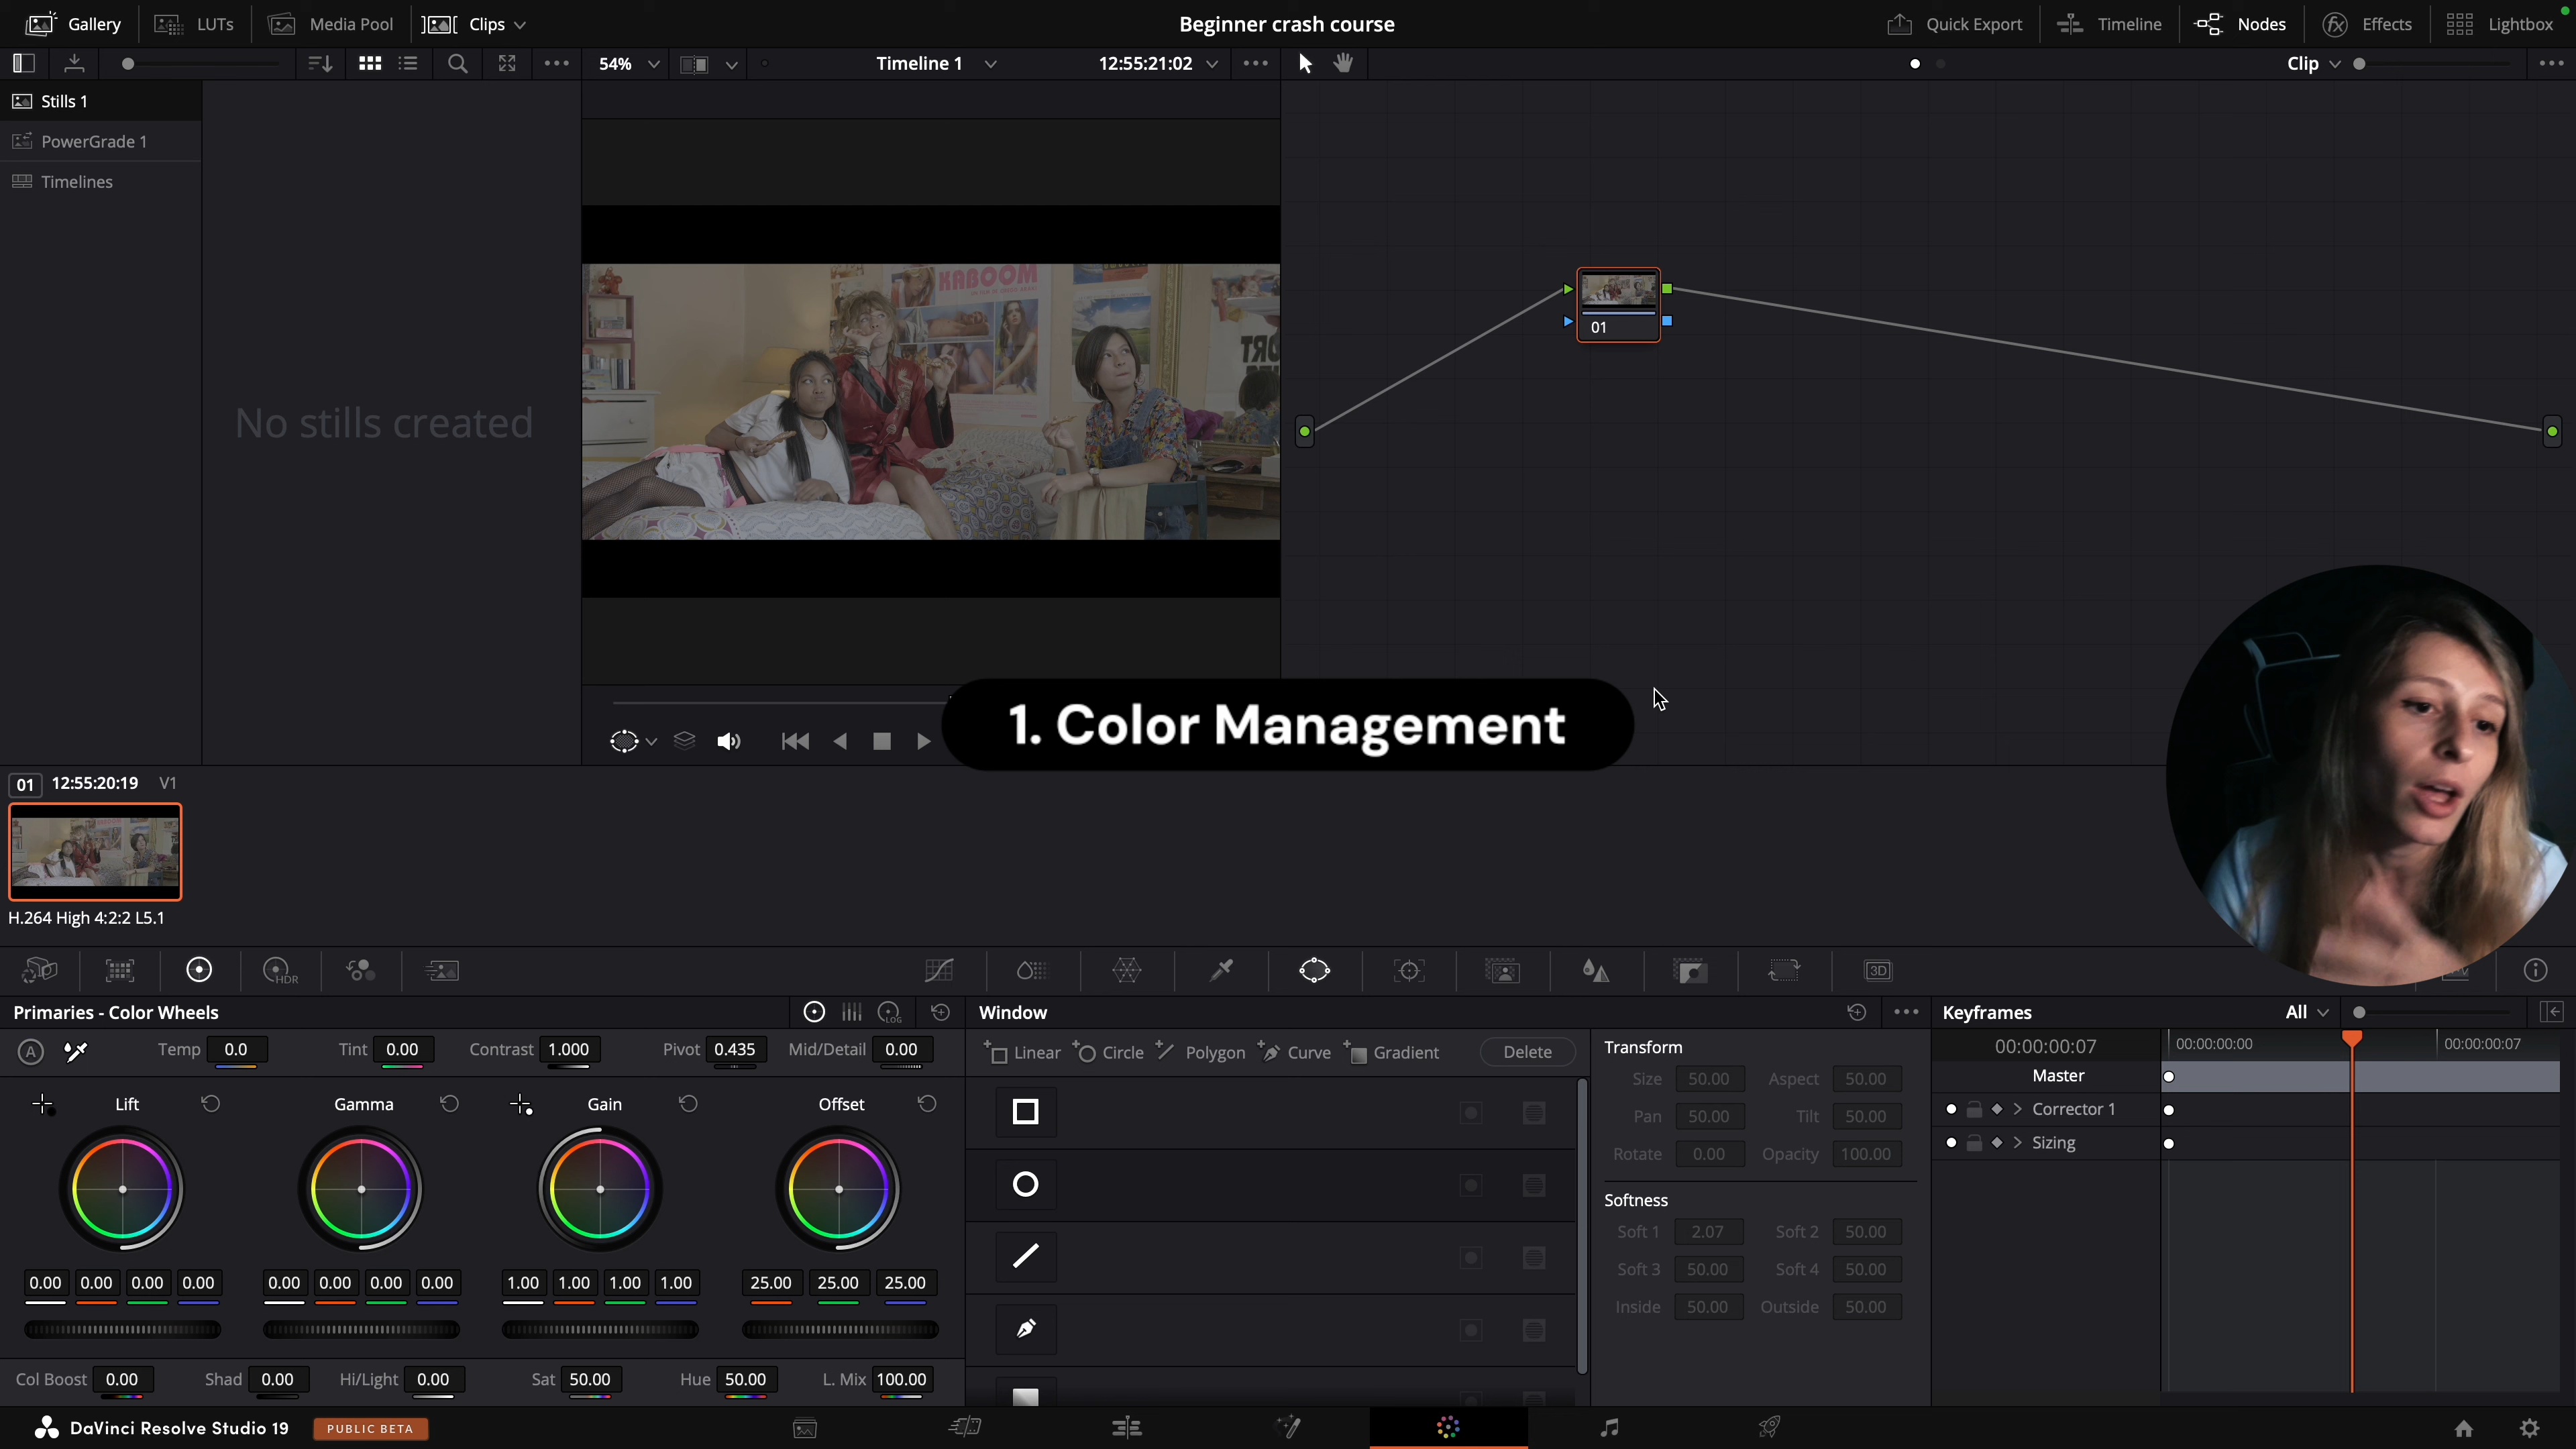 Gallery LUTs Media Pool Clips Beginner crash course Quick Export Timeline Nodes Effects Lightbox
54% Timeline 1 12:55:21:02 Clip
Stills 1
PowerGrade 1
Timelines
No stills created
KABOOM
01
1. Color Management
01 12:55:20:19 V1
H.264 High 4:2:2 L5.1
HDR 3D
Primaries - Color Wheels LOG Window Keyframes All
A Temp 0.0 Tint 0.00 Contrast 1.000 Pivot 0.435 Mid/Detail 0.00
Linear Circle Polygon Curve Gradient Delete
Transform
Size 50.00 Aspect 50.00
Pan 50.00 Tilt 50.00
Rotate 0.00 Opacity 100.00
Softness
Soft 1 2.07 Soft 2 50.00
Soft 3 50.00 Soft 4 50.00
Inside 50.00 Outside 50.00
00:00:00:07 00:00:00:00 00:00:00:07
Master
Corrector 1
Sizing
Lift Gamma Gain Offset
0.00 0.00 0.00 0.00 0.00 0.00 0.00 0.00 1.00 1.00 1.00 1.00 25.00 25.00 25.00
Col Boost 0.00 Shad 0.00 Hi/Light 0.00 Sat 50.00 Hue 50.00 L. Mix 100.00
DaVinci Resolve Studio 19 PUBLIC BETA